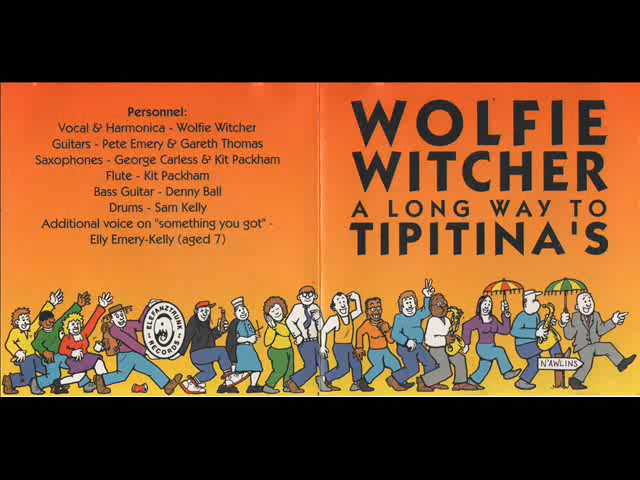 Personnel:
Vocal & Harmonica - Wolfie Witcher
Guitars - Pete Emery & Gareth Thomas
Saxophones - George Carless & Kit Packham
Flute - Kit Packham
Bass Guitar - Denny Ball
Drums - Sam Kelly
Additional voice on "something you got" -
Elly Emery-Kelly (aged 7)
WOLFIE
WITCHER
A LONG WAY TO
TIPITINA'S
ELEFANZTRUNK
RECORDS
N'AWLINS